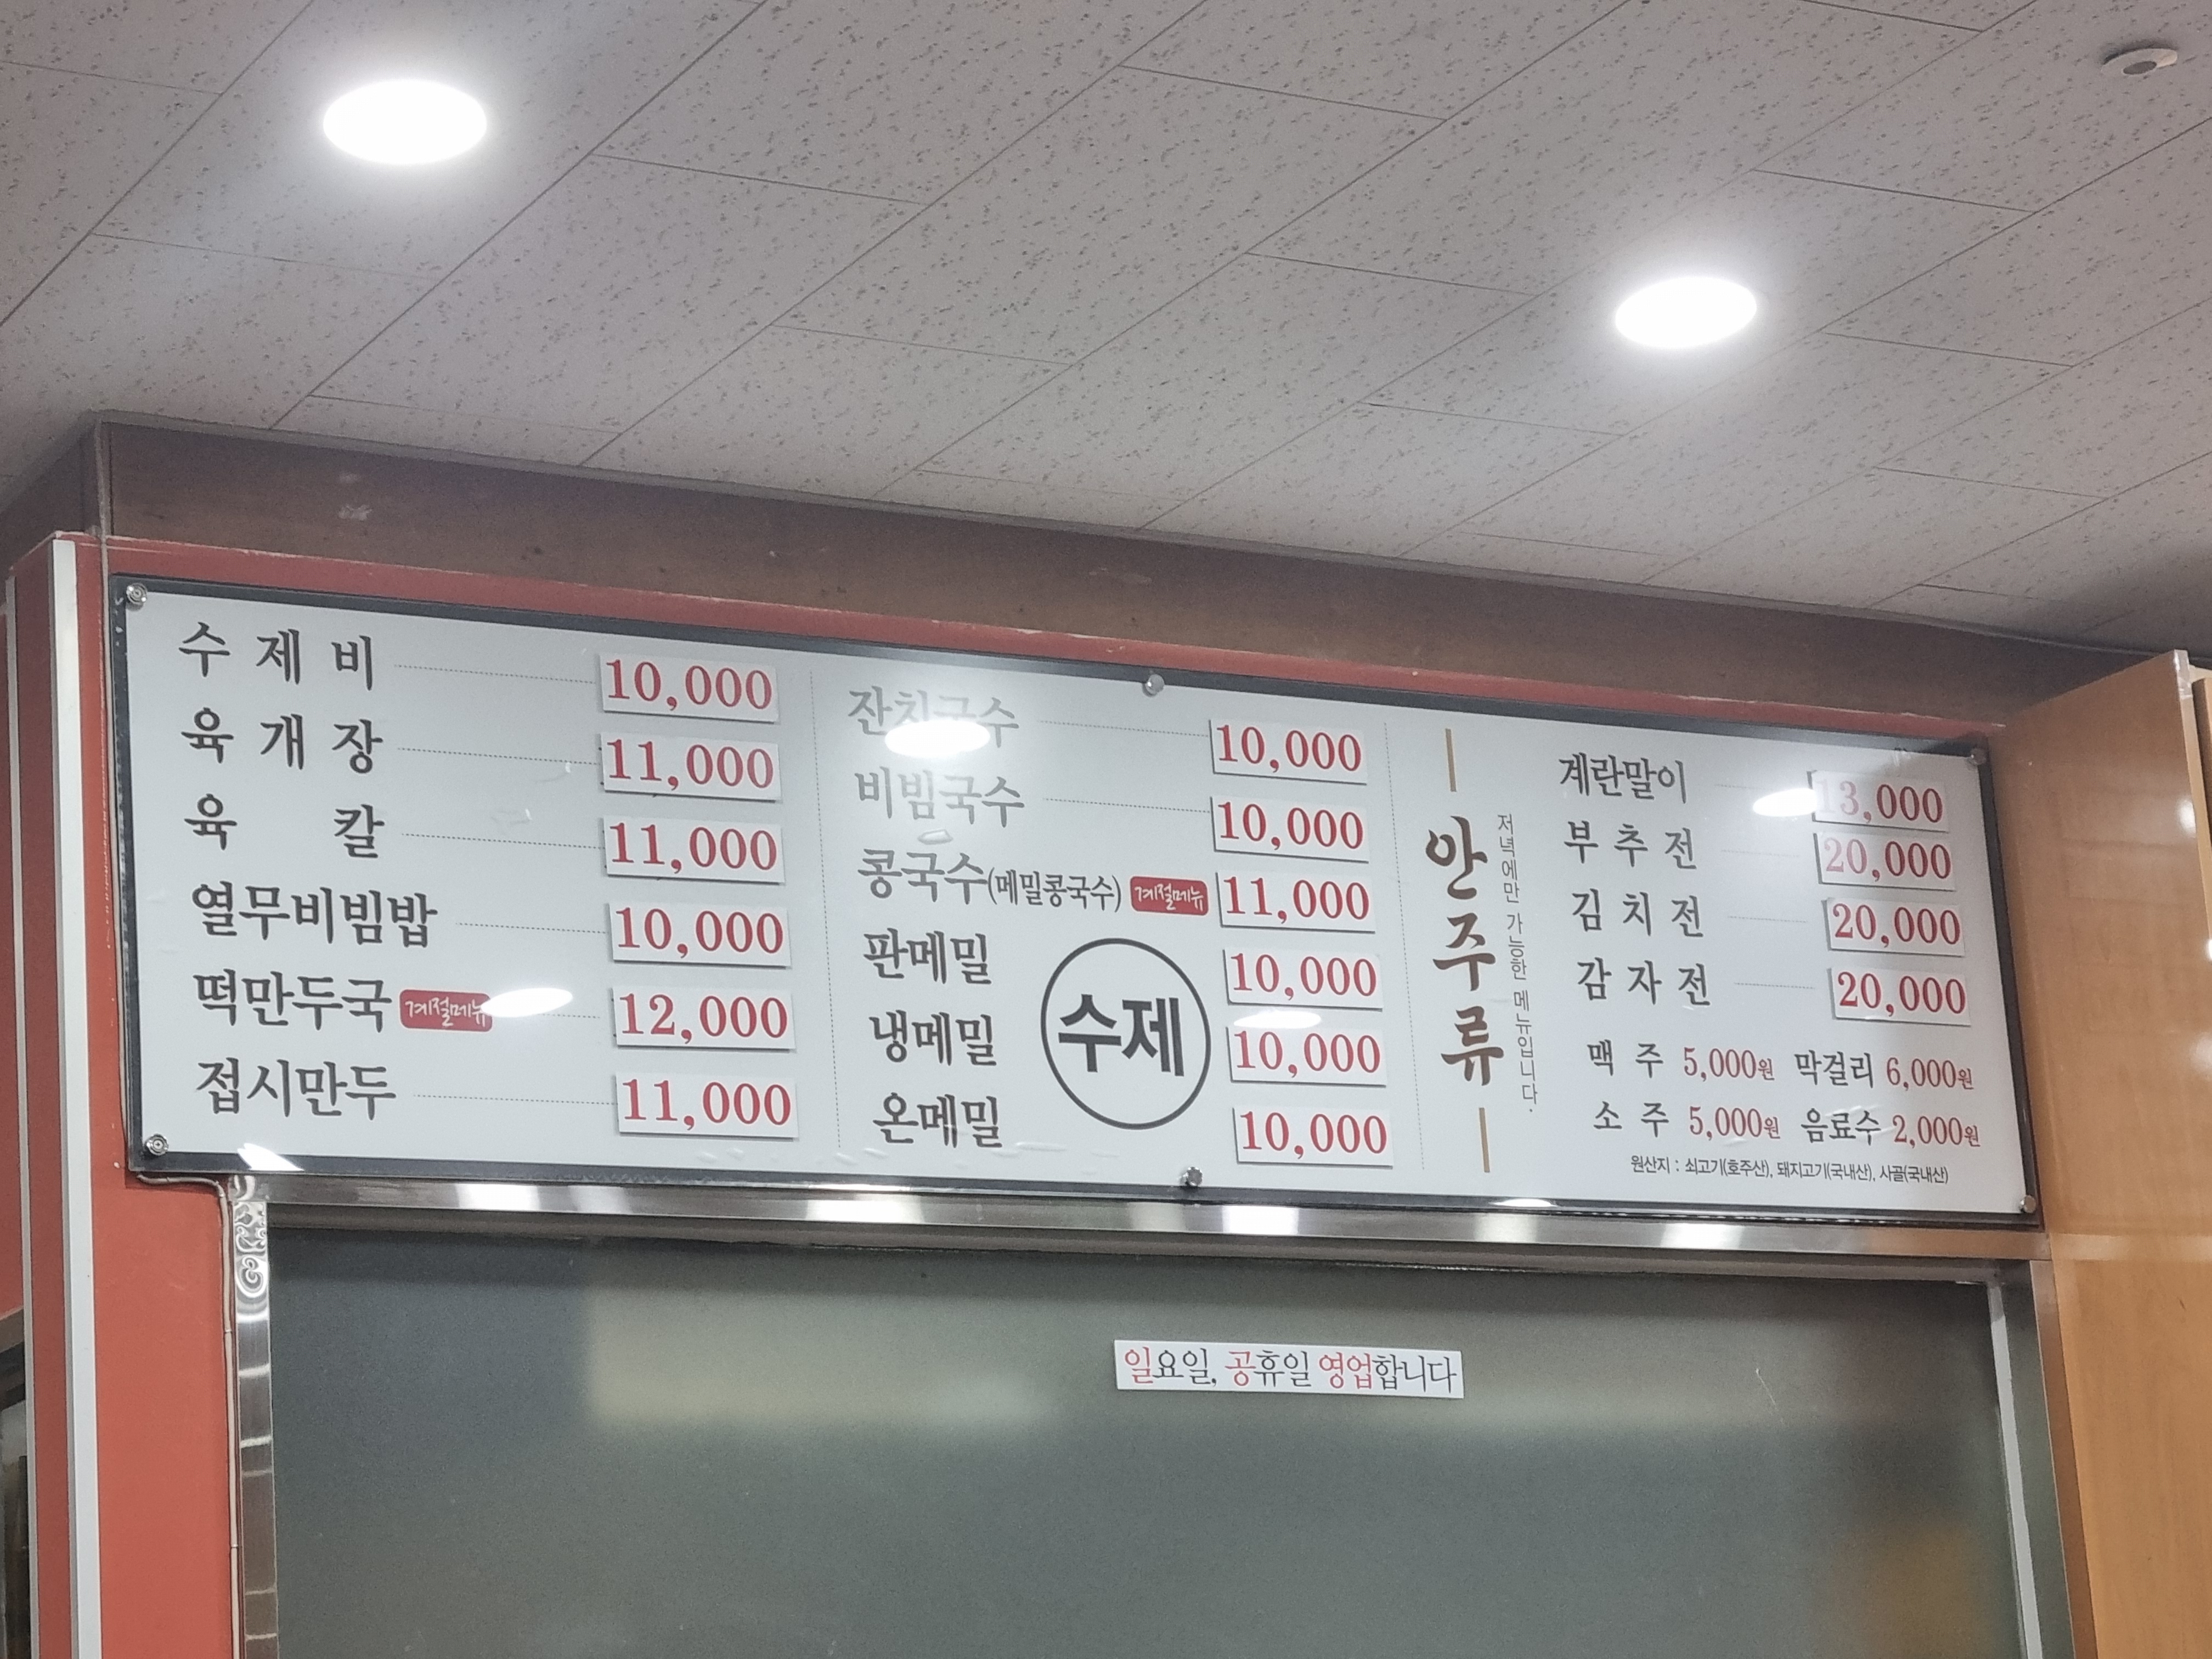 수제비 10,000
육개장 11,000
육칼 11,000
열무비빔밥 10,000
떡만두국 계절메뉴 12,000
접시만두 11,000
잔치국수 10,000
비빔국수 10,000
콩국수(메밀콩국수) 계절메뉴 11,000
판메밀 10,000
냉메밀 10,000
온메밀 10,000
수제
안주류
저녁에만 가능한 메뉴입니다.
계란말이 13,000
부추전 20,000
김치전 20,000
감자전 20,000
맥주 5,000원 막걸리 6,000원
소주 5,000원 음료수 2,000원
원산지 : 쇠고기(호주산), 돼지고기(국내산), 사골(국내산)
일요일, 공휴일 영업합니다